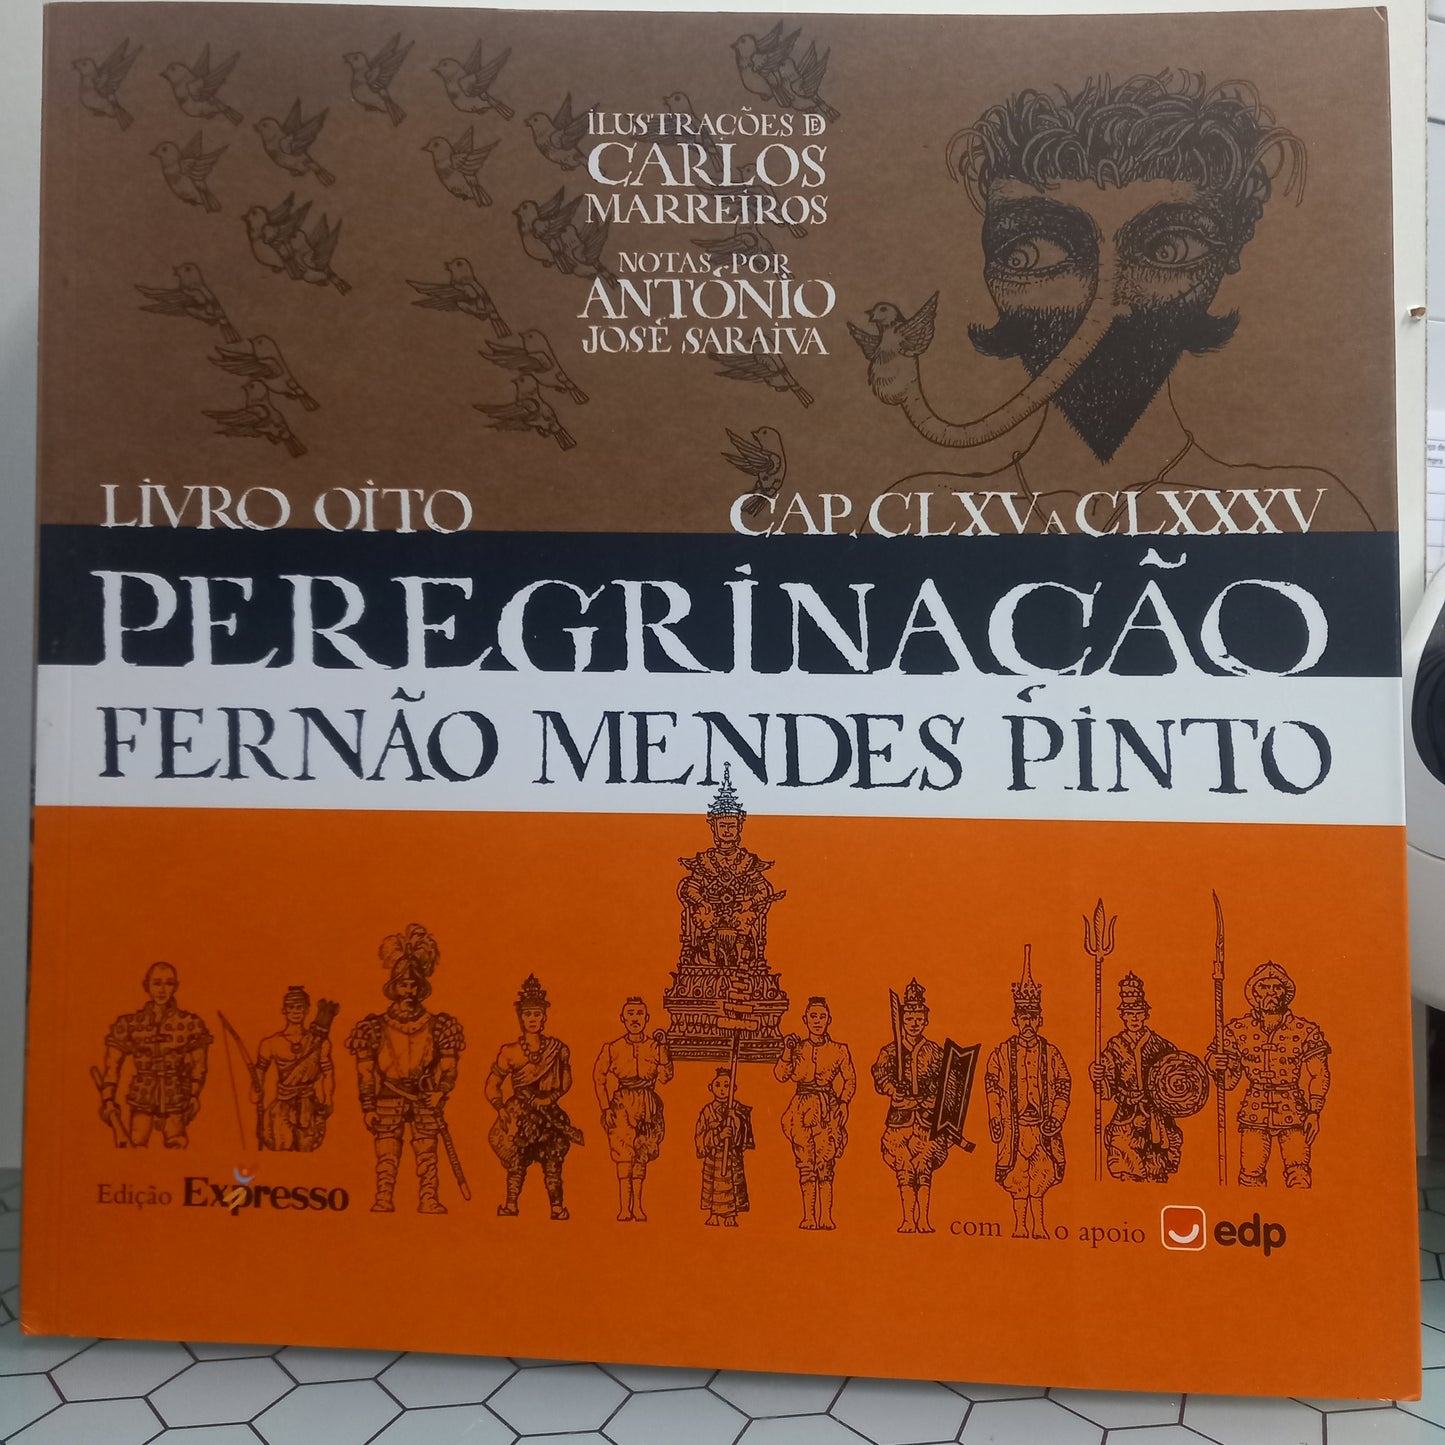 ILUSTRAÇÕES DE
CARLOS
MARREIROS
NOTAS POR
ANTÓNIO
JOSÉ SARAIVA
LIVRO OITO
CAP. CLXV A CLXXXV
PEREGRINAÇÃO
FERNÃO MENDES PINTO
Edição Expresso
com o apoio edp